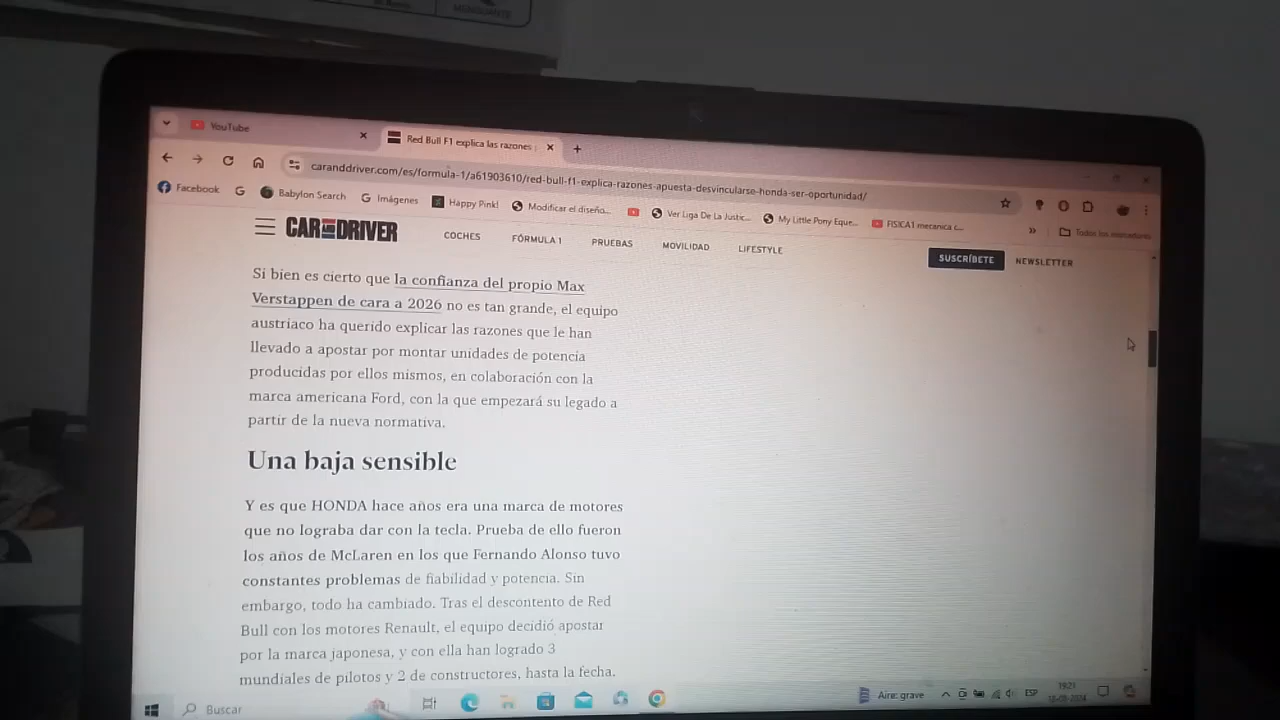 MENGUANTE
YouTube
Red Bull F1 explica las razones
caranddriver.com/es/formula-1/a61903610/red-bull-f1-explica-razones-apuesta-desvincularse-honda-ser-oportunidad/
Facebook
Babylon Search
Imágenes
Happy Pink!
Modificar el diseño...
Ver Liga De La Justic...
My Little Pony Eque...
FISICA1 mecanica c...
Todos los marcadores
CAR AND DRIVER
COCHES FÓRMULA 1 PRUEBAS MOVILIDAD LIFESTYLE
SUSCRÍBETE NEWSLETTER
Si bien es cierto que la confianza del propio Max
Verstappen de cara a 2026 no es tan grande, el equipo
austriaco ha querido explicar las razones que le han
llevado a apostar por montar unidades de potencia
producidas por ellos mismos, en colaboración con la
marca americana Ford, con la que empezará su legado a
partir de la nueva normativa.
Una baja sensible
Y es que HONDA hace años era una marca de motores
que no lograba dar con la tecla. Prueba de ello fueron
los años de McLaren en los que Fernando Alonso tuvo
constantes problemas de fiabilidad y potencia. Sin
embargo, todo ha cambiado. Tras el descontento de Red
Bull con los motores Renault, el equipo decidió apostar
por la marca japonesa, y con ella han logrado 3
mundiales de pilotos y 2 de constructores, hasta la fecha.
Buscar
Aire: grave
ESP
19:21